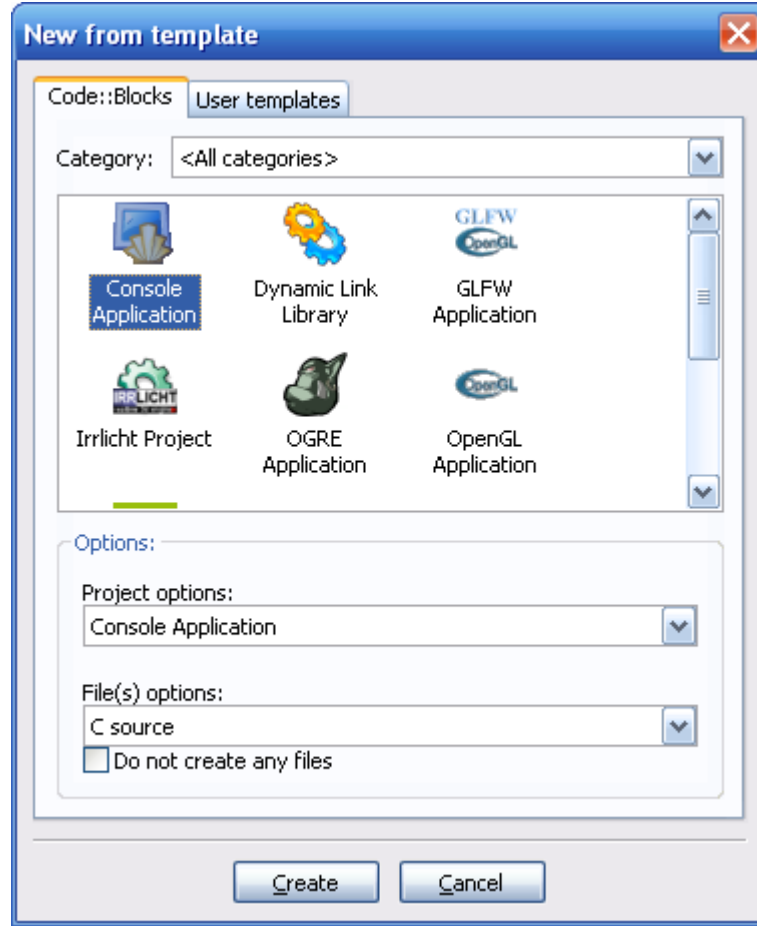 New from template
Code::Blocks User templates
Category: <All categories>
GLFW
OpenGL
Console Dynamic Link GLFW
Application Library Application
IRRLICHT OpenGL
Irrlicht Project OGRE OpenGL
Application Application
Options:
Project options:
Console Application
File(s) options:
C source
Do not create any files
Create Cancel